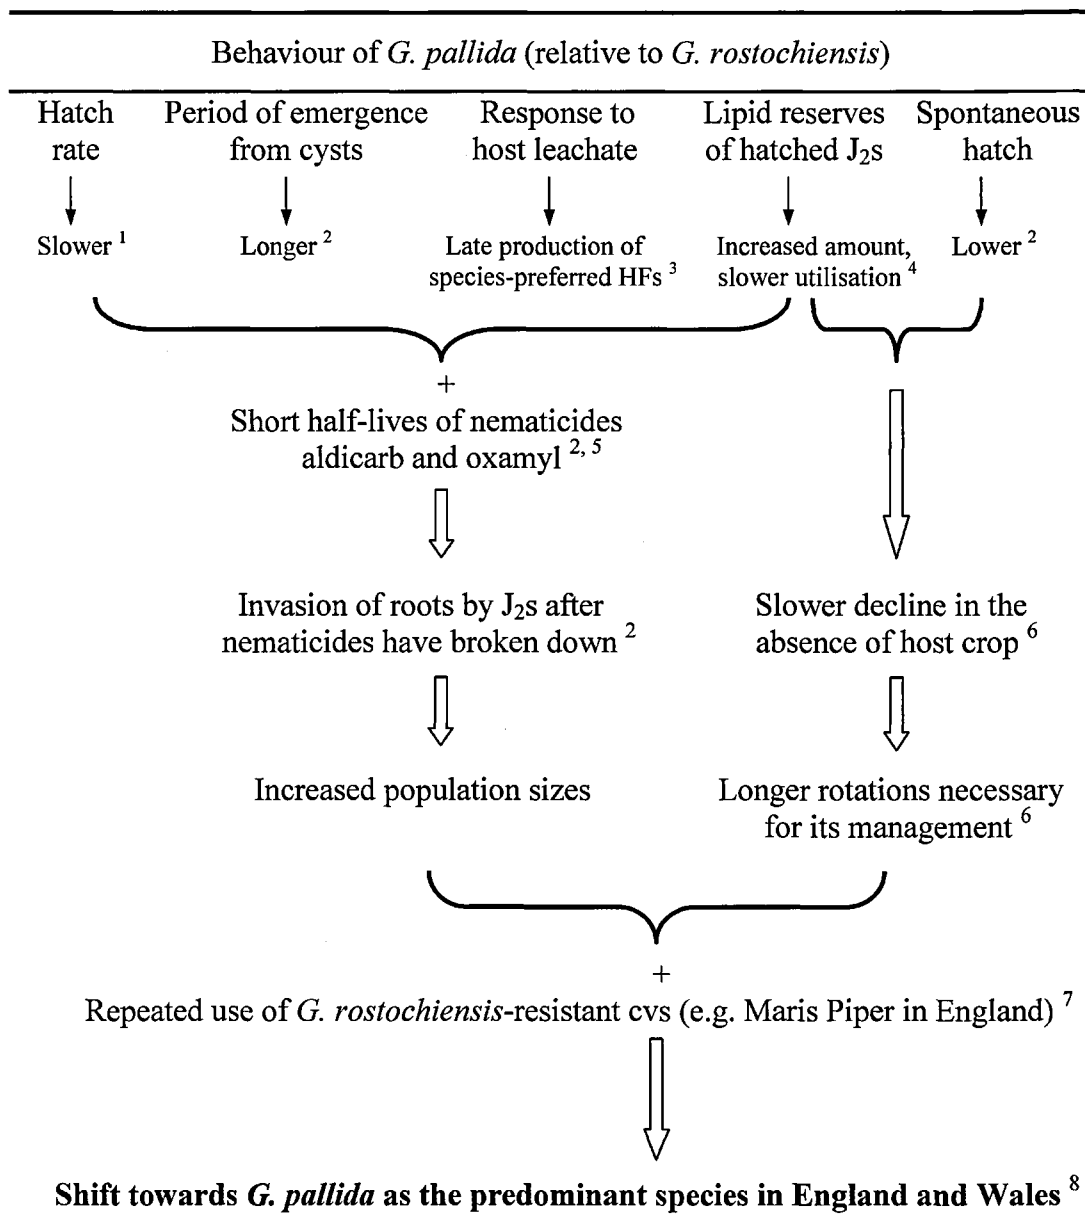 Behaviour of G. pallida (relative to G. rostochiensis)
Hatch rate
Period of emergence from cysts
Response to host leachate
Lipid reserves of hatched J₂s
Spontaneous hatch
Slower ¹
Longer ²
Late production of species-preferred HFs ³
Increased amount, slower utilisation ⁴
Lower ²
+
Short half-lives of nematicides
aldicarb and oxamyl ²˒ ⁵
Invasion of roots by J₂s after
nematicides have broken down ²
Slower decline in the
absence of host crop ⁶
Increased population sizes
Longer rotations necessary
for its management ⁶
+
Repeated use of G. rostochiensis-resistant cvs (e.g. Maris Piper in England) ⁷
Shift towards G. pallida as the predominant species in England and Wales ⁸